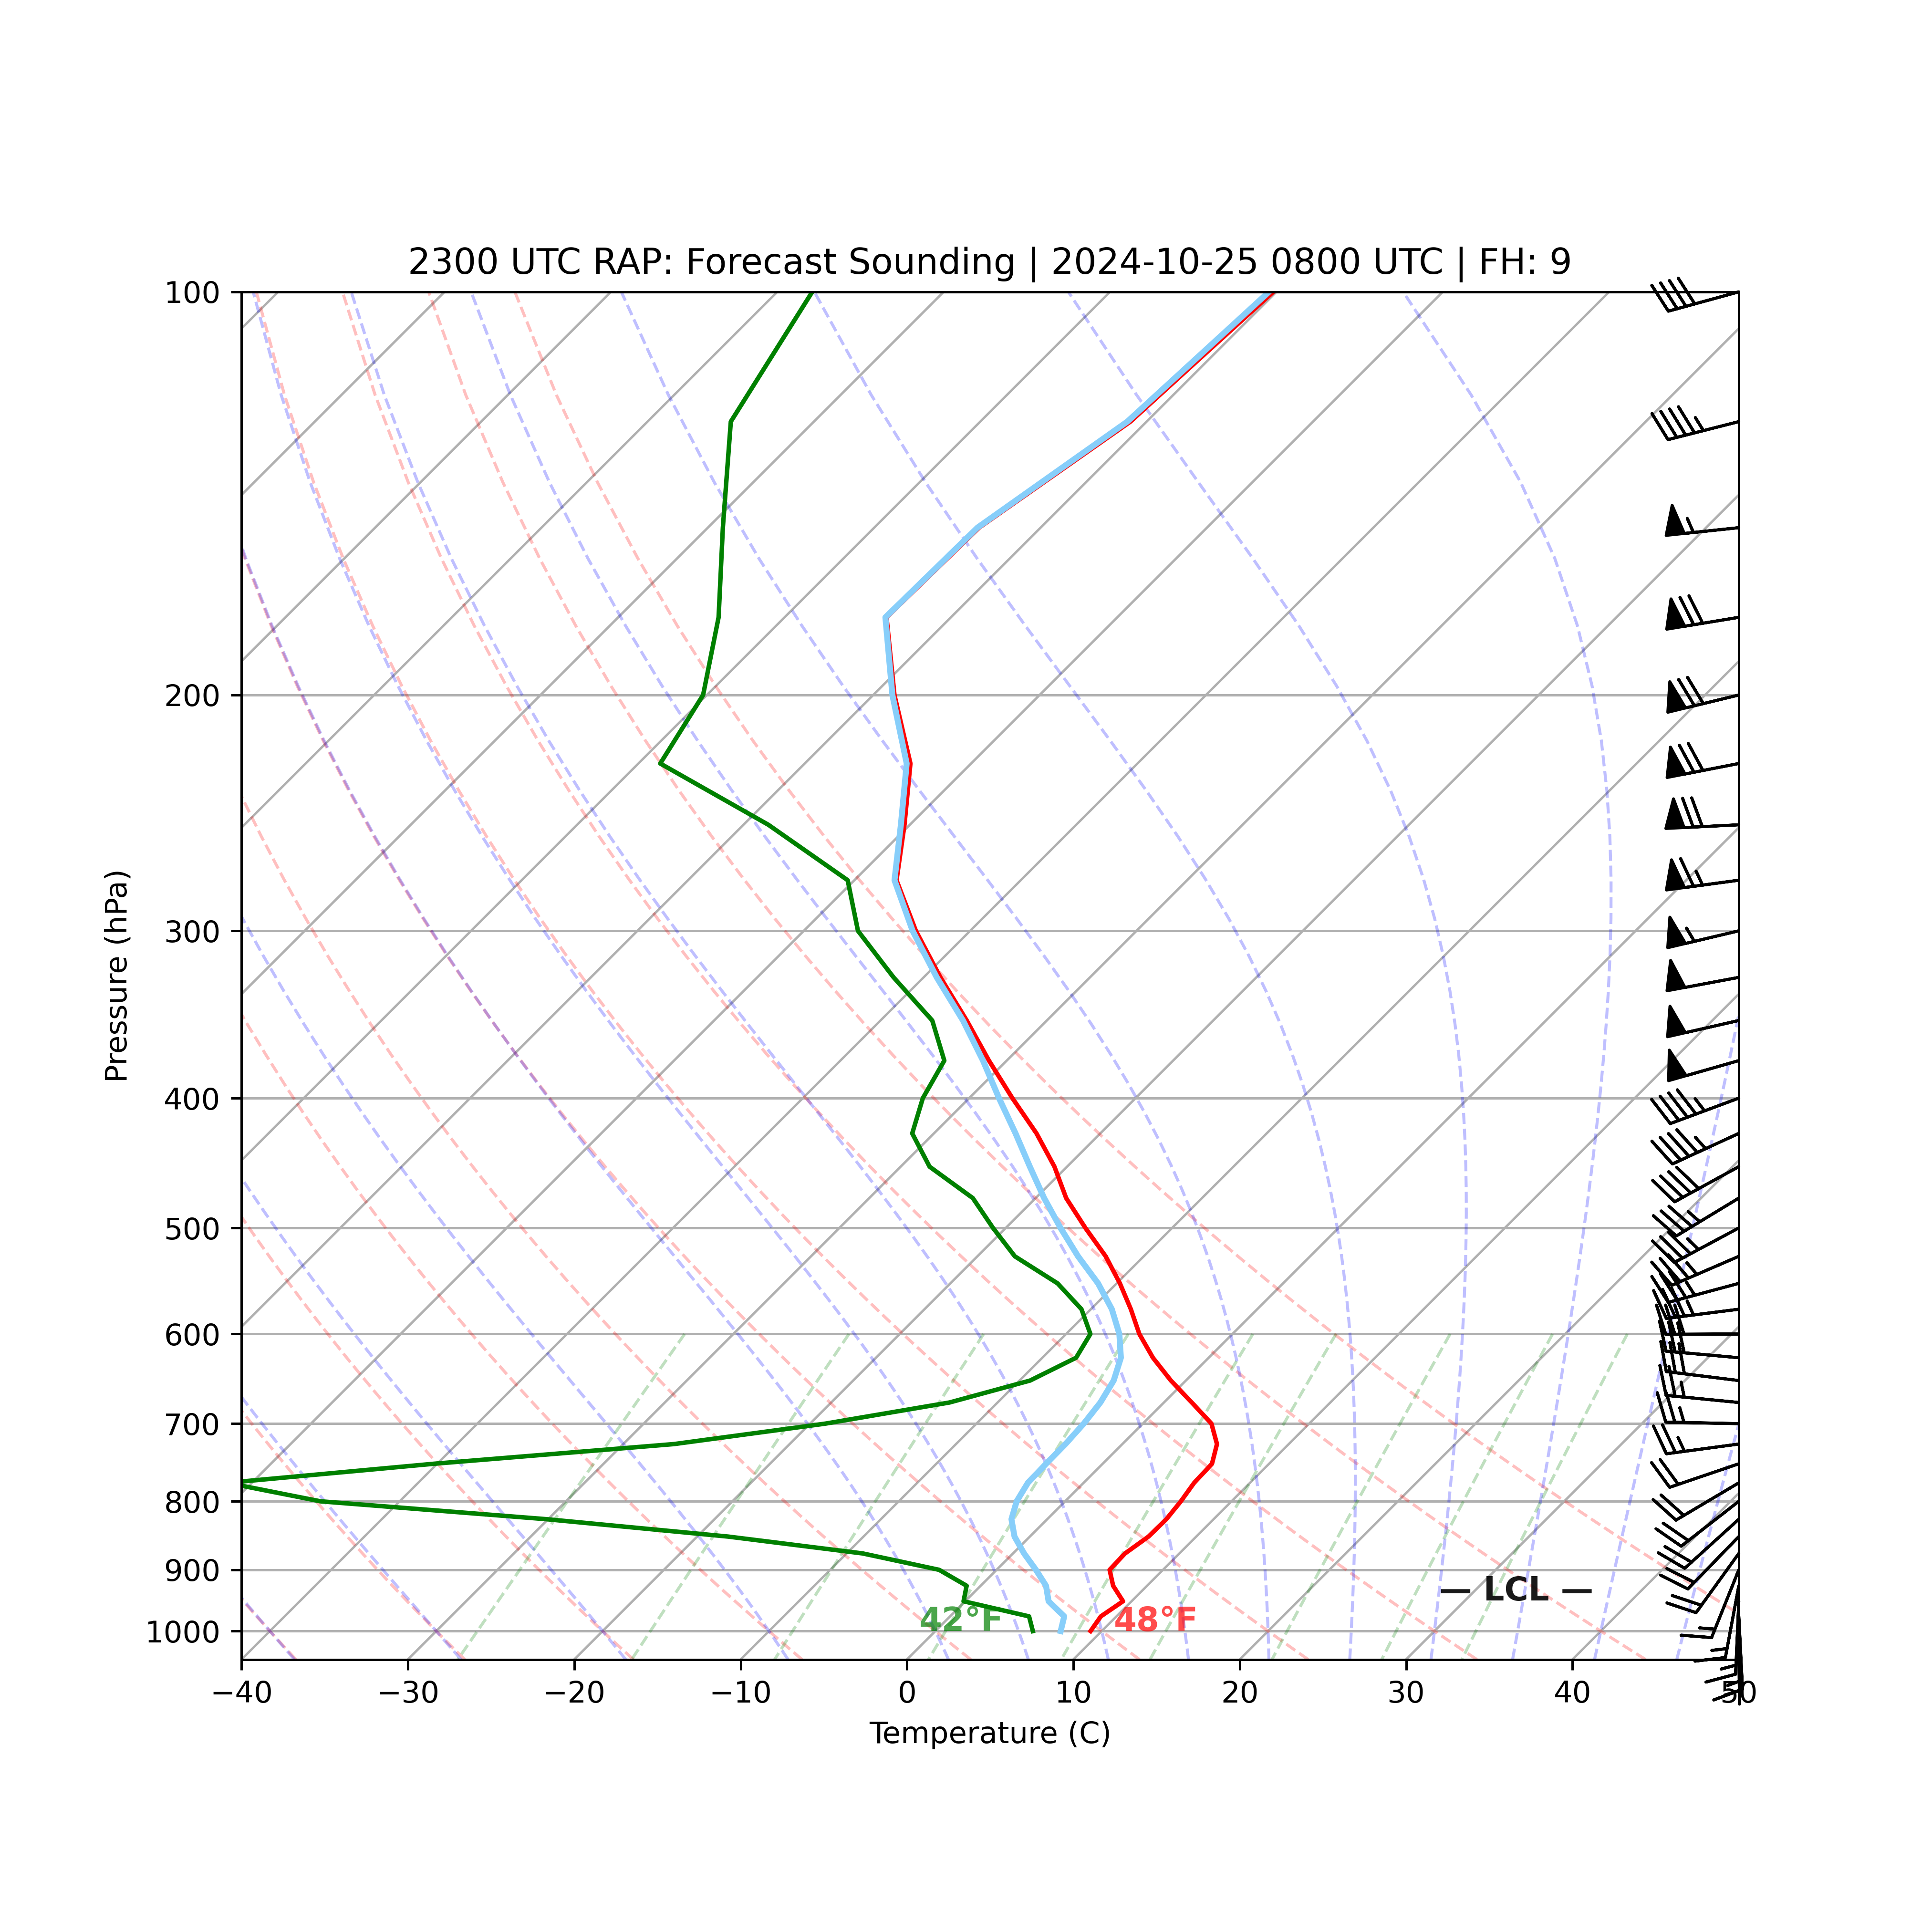 2300 UTC RAP: Forecast Sounding | 2024-10-25 0800 UTC | FH: 9
100
200
300
400
500
600
700
800
900
1000
Pressure (hPa)
— LCL —
42°F 48°F
−40 −30 −20 −10 0 10 20 30 40 50
Temperature (C)